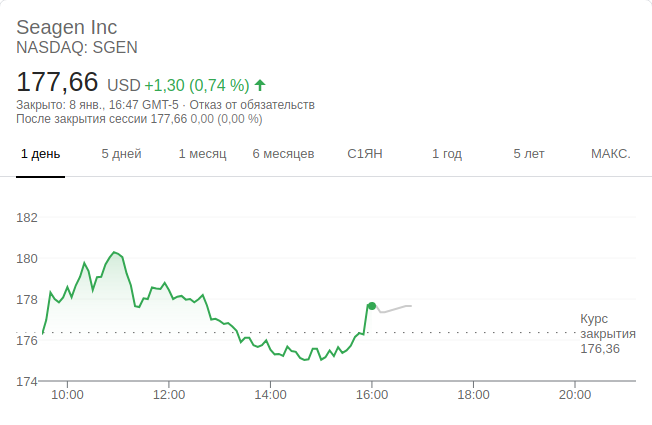 Seagen Inc
NASDAQ: SGEN
177,66 USD +1,30 (0,74 %)
Закрыто: 8 янв., 16:47 GMT-5 · Отказ от обязательств
После закрытия сессии 177,66 0,00 (0,00 %)
1 день 5 дней 1 месяц 6 месяцев С1ЯН 1 год 5 лет МАКС.
182
180
178
176
174
Курс
закрытия
176,36
10:00 12:00 14:00 16:00 18:00 20:00